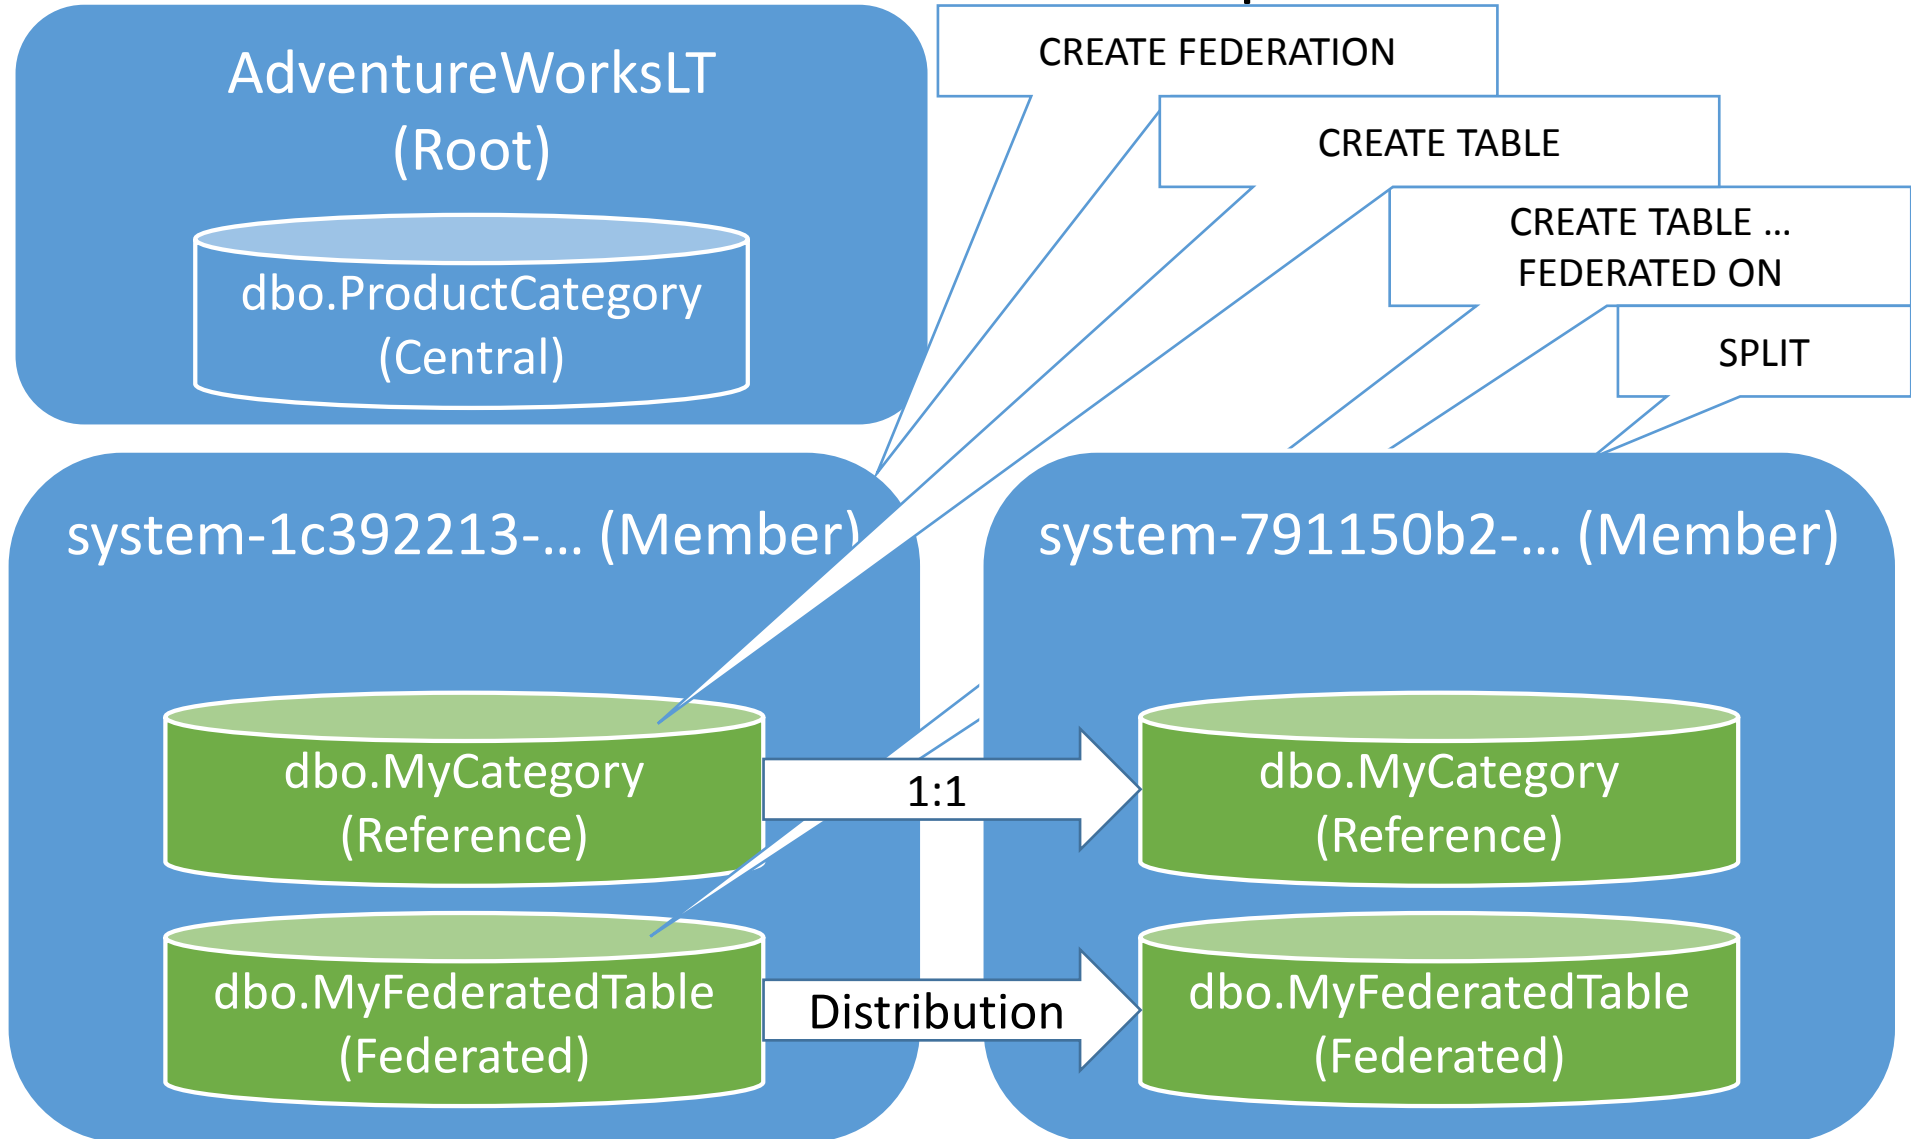 AdventureWorksLT
(Root)
dbo.ProductCategory
(Central)
CREATE FEDERATION
CREATE TABLE
CREATE TABLE ...
FEDERATED ON
SPLIT
system-1c392213-... (Member)
dbo.MyCategory
(Reference)
dbo.MyFederatedTable
(Federated)
1:1
Distribution
system-791150b2-... (Member)
dbo.MyCategory
(Reference)
dbo.MyFederatedTable
(Federated)